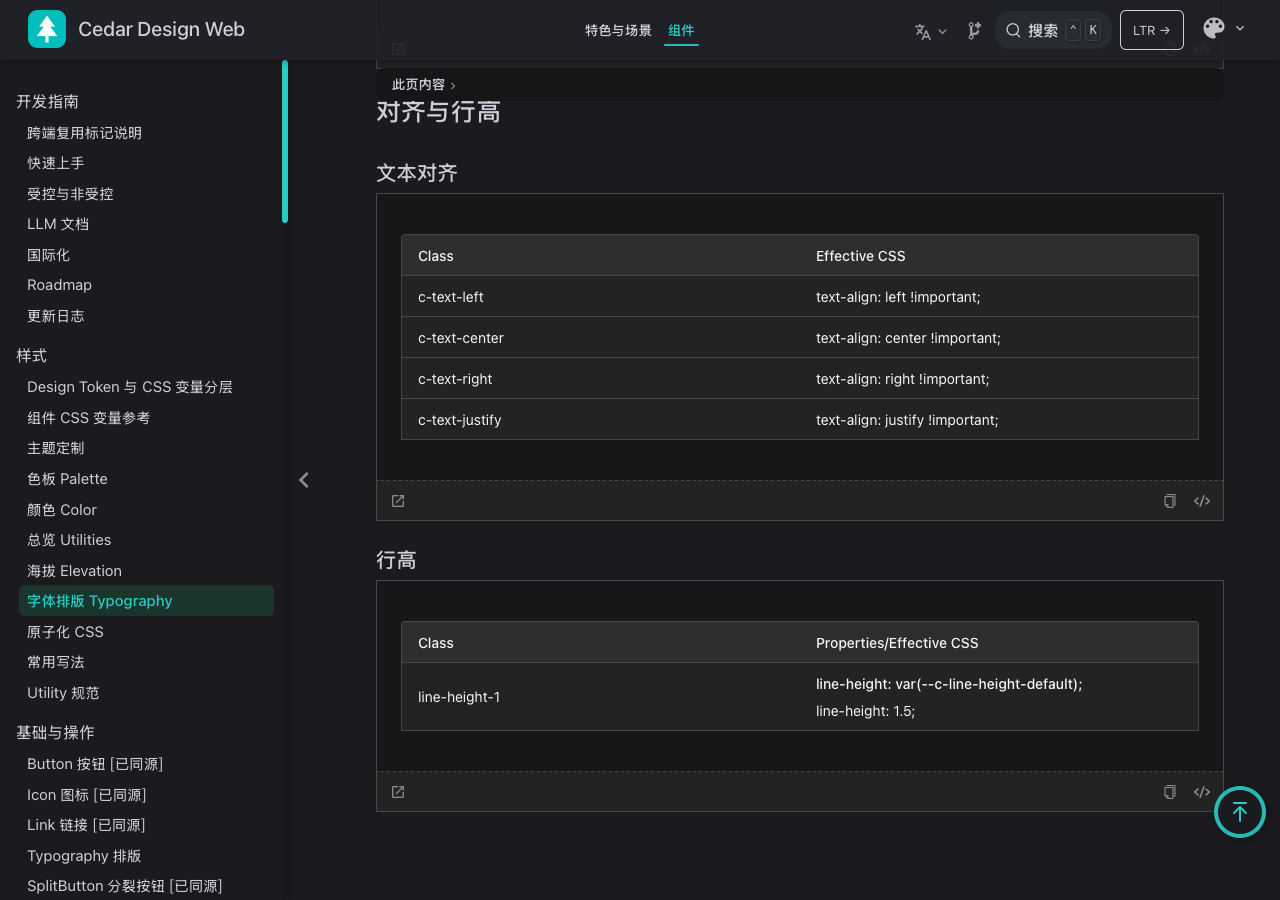 Cedar Design Web
特色与场景 组件
搜索 ^ K
LTR →
开发指南
跨端复用标记说明
快速上手
受控与非受控
LLM 文档
国际化
Roadmap
更新日志
样式
Design Token 与 CSS 变量分层
组件 CSS 变量参考
主题定制
色板 Palette
颜色 Color
总览 Utilities
海拔 Elevation
字体排版 Typography
原子化 CSS
常用写法
Utility 规范
基础与操作
Button 按钮 [已同源]
Icon 图标 [已同源]
Link 链接 [已同源]
Typography 排版
SplitButton 分裂按钮 [已同源]
此页内容 ›
对齐与行高
文本对齐
Class Effective CSS
c-text-left text-align: left !important;
c-text-center text-align: center !important;
c-text-right text-align: right !important;
c-text-justify text-align: justify !important;
行高
Class Properties/Effective CSS
line-height-1 line-height: var(--c-line-height-default);
line-height: 1.5;